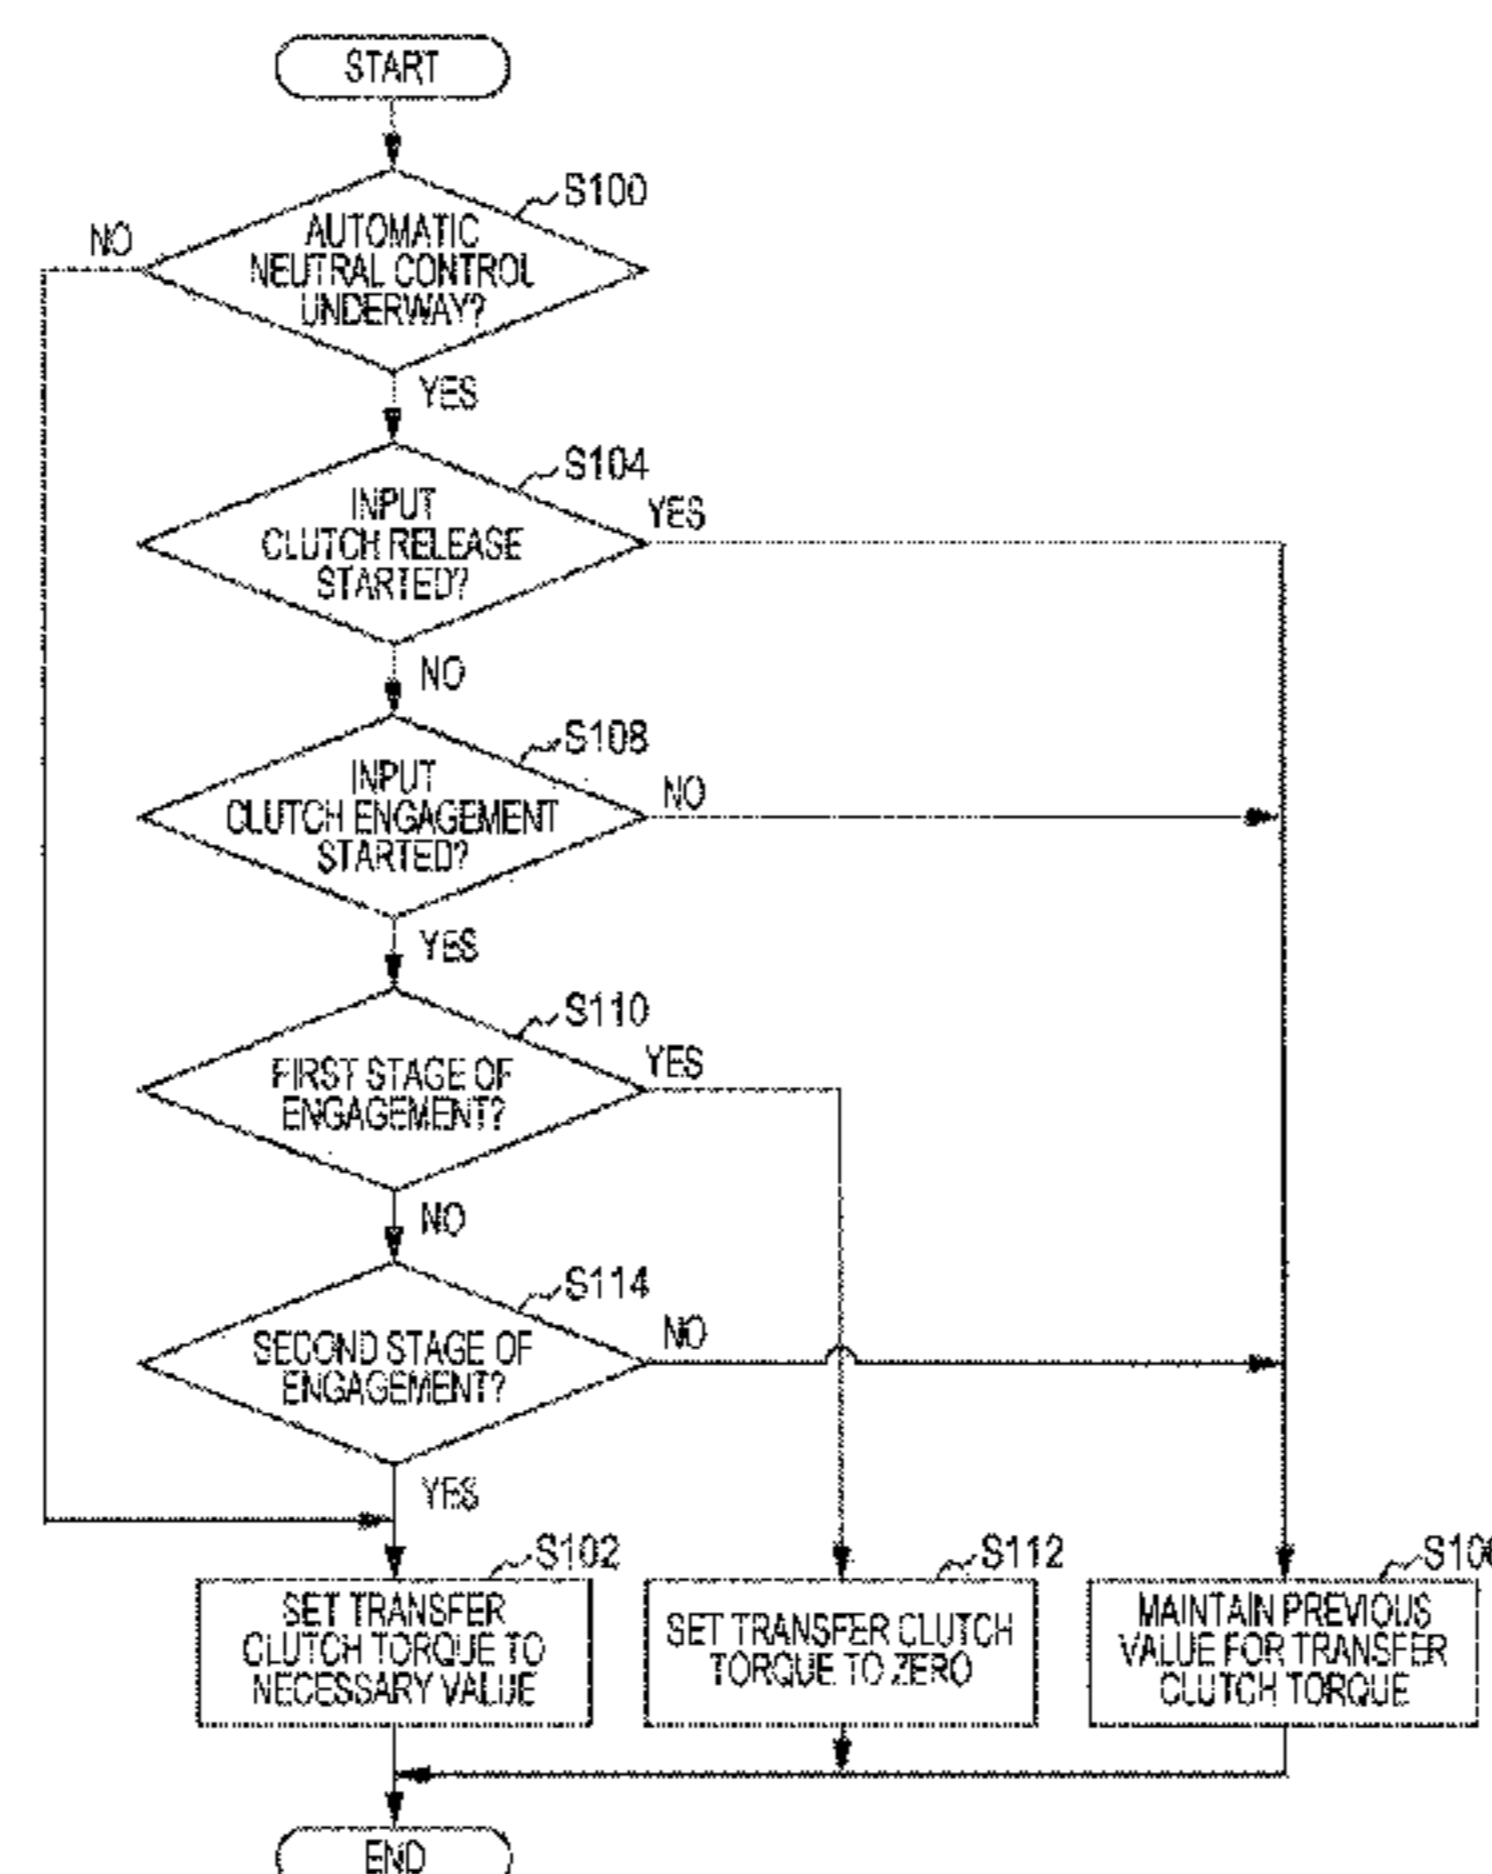 START
S100
NO
AUTOMATIC
NEUTRAL CONTROL
UNDERWAY?
YES
S104
INPUT
CLUTCH RELEASE
STARTED?
YES
NO
S108
INPUT
CLUTCH ENGAGEMENT
STARTED?
NO
YES
S110
FIRST STAGE OF
ENGAGEMENT?
YES
NO
S114
SECOND STAGE OF
ENGAGEMENT?
NO
YES
S102
SET TRANSFER
CLUTCH TORQUE TO
NECESSARY VALUE
S112
SET TRANSFER CLUTCH
TORQUE TO ZERO
MAINTAIN PREVIOUS
VALUE FOR TRANSFER
CLUTCH TORQUE
END